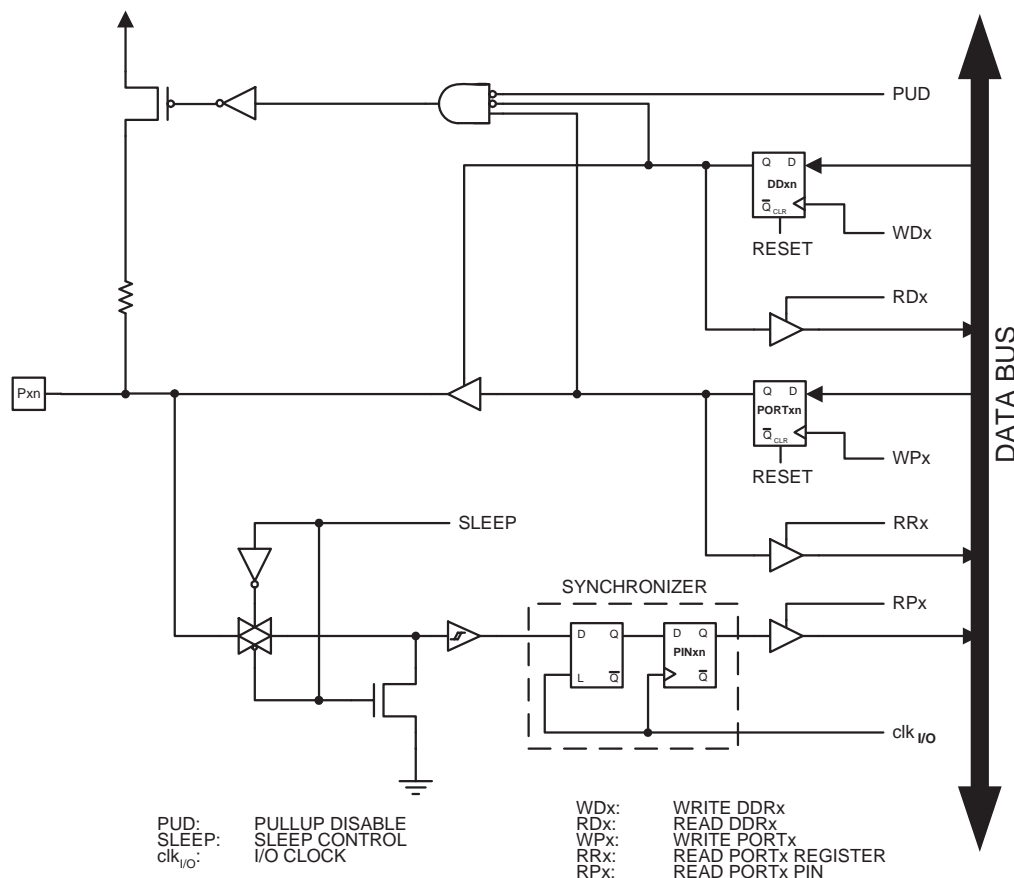 PUD
Q D
DDxn
Q CLR
WDx
RESET
RDx
Pxn
Q D
PORTxn
Q CLR
WPx
RESET
DATA BUS
SLEEP
RRx
SYNCHRONIZER
RPx
D Q
L Q
D Q
PINxn
Q
clk I/O
PUD: PULLUP DISABLE
SLEEP: SLEEP CONTROL
clkI/O: I/O CLOCK
WDx: WRITE DDRx
RDx: READ DDRx
WPx: WRITE PORTx
RRx: READ PORTx REGISTER
RPx: READ PORTx PIN